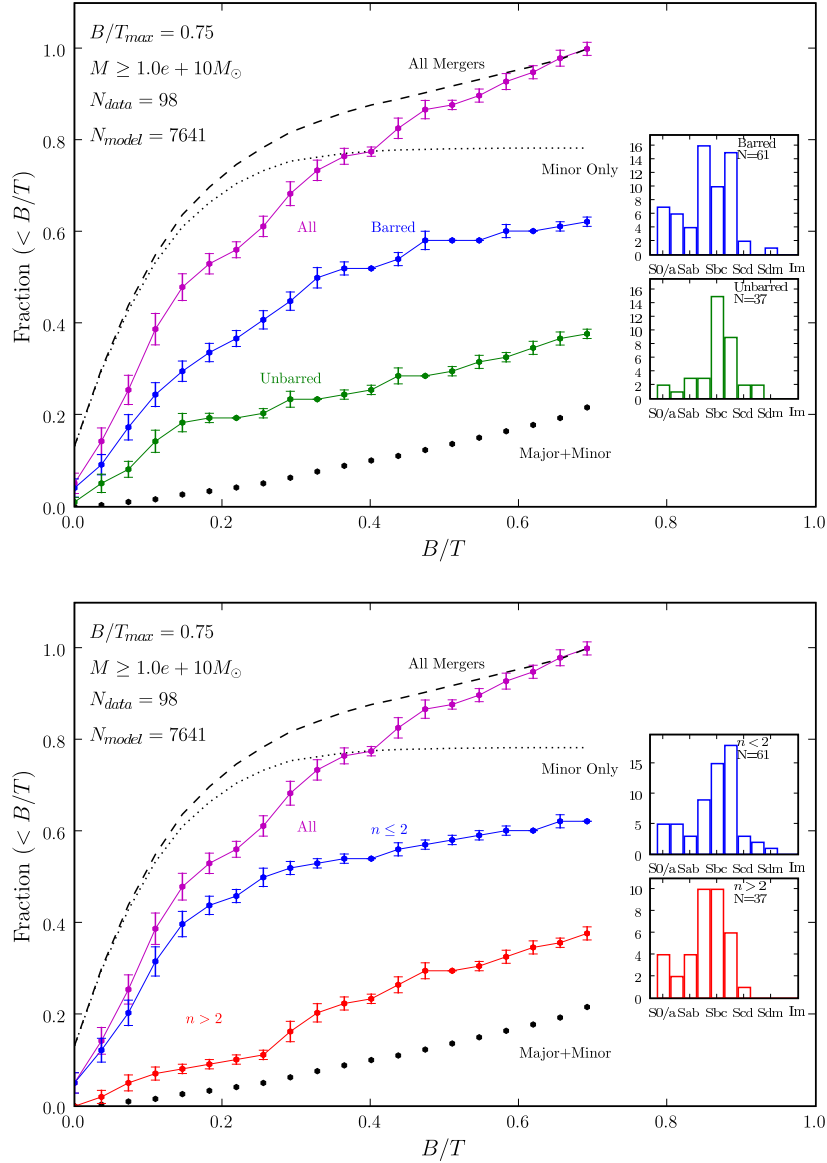 B/T_max = 0.75
M ≥ 1.0e + 10M_⊙
N_data = 98
N_model = 7641
All Mergers
Minor Only
All
Barred
Unbarred
Major+Minor
Fraction (< B/T)
1.0
0.8
0.6
0.4
0.2
0.0
0.0 0.2 0.4 0.6 0.8 1.0
B/T
Barred
N=61
16
14
12
10
8
6
4
2
0
S0/a Sab Sbc Scd Sdm Im
Unbarred
N=37
16
14
12
10
8
6
4
2
0
S0/a Sab Sbc Scd Sdm Im
B/T_max = 0.75
M ≥ 1.0e + 10M_⊙
N_data = 98
N_model = 7641
All Mergers
Minor Only
All
n ≤ 2
n > 2
Major+Minor
Fraction (< B/T)
1.0
0.8
0.6
0.4
0.2
0.0
0.0 0.2 0.4 0.6 0.8 1.0
B/T
n < 2
N=61
15
10
5
0
S0/a Sab Sbc Scd Sdm Im
n > 2
N=37
10
8
6
4
2
0
S0/a Sab Sbc Scd Sdm Im